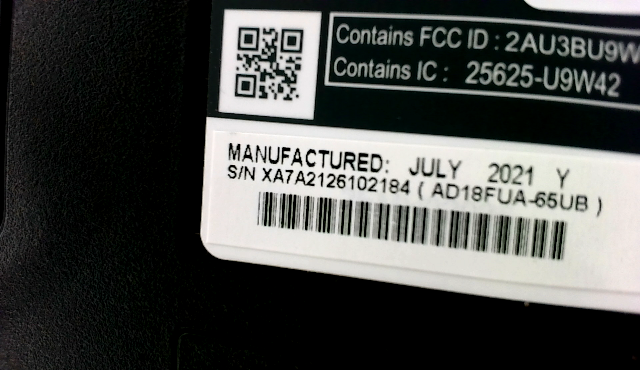 Contains FCC ID : 2AU3BU9W
Contains IC : 25625-U9W42
MANUFACTURED: JULY 2021 Y
S/N XA7A2126102184 ( AD18FUA-65UB )